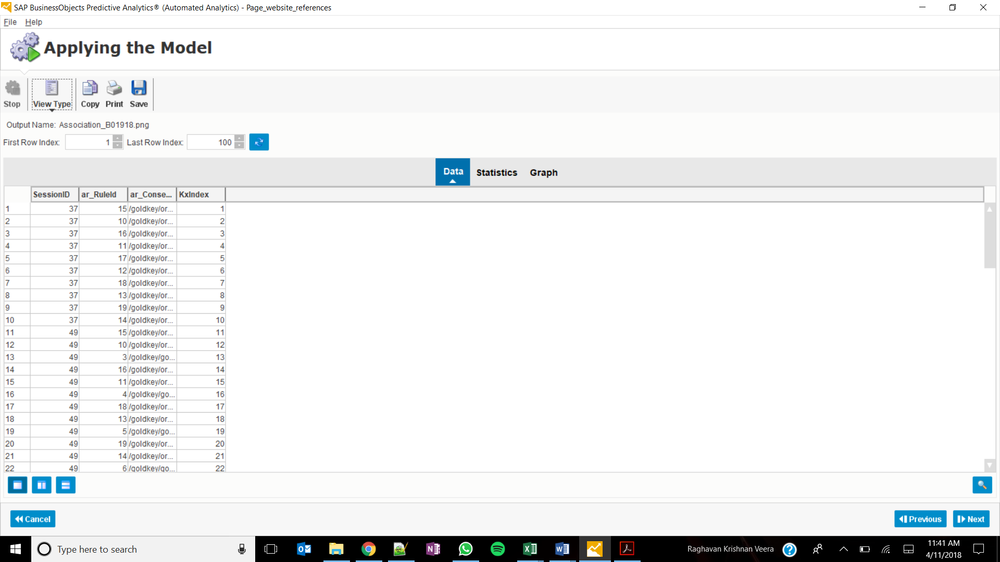 SAP BusinessObjects Predictive Analytics® (Automated Analytics) - Page_website_references
File Help
Applying the Model
Stop View Type Copy Print Save
Output Name: Association_B01918.png
First Row Index: 1 Last Row Index: 100
Data Statistics Graph
SessionID ar_RuleId ar_Conse... KxIndex
1 37 15 /goldkey/or... 1
2 37 10 /goldkey/or... 2
3 37 16 /goldkey/or... 3
4 37 11 /goldkey/or... 4
5 37 17 /goldkey/or... 5
6 37 12 /goldkey/or... 6
7 37 18 /goldkey/or... 7
8 37 13 /goldkey/or... 8
9 37 19 /goldkey/or... 9
10 37 14 /goldkey/or... 10
11 49 15 /goldkey/or... 11
12 49 10 /goldkey/or... 12
13 49 3 /goldkey/go... 13
14 49 16 /goldkey/or... 14
15 49 11 /goldkey/or... 15
16 49 4 /goldkey/go... 16
17 49 18 /goldkey/or... 17
18 49 13 /goldkey/or... 18
19 49 5 /goldkey/go... 19
20 49 19 /goldkey/or... 20
21 49 14 /goldkey/or... 21
22 49 6 /goldkey/go... 22
Cancel Previous Next
Type here to search Raghavan Krishnan Veera 11:41 AM
4/11/2018